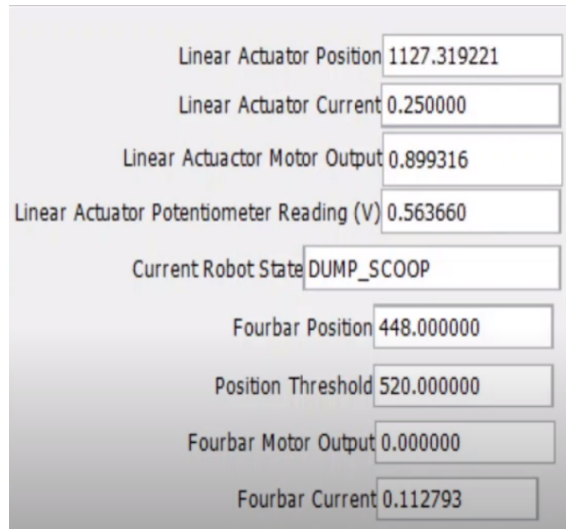 Linear Actuator Position 1127.319221
Linear Actuator Current 0.250000
Linear Actuactor Motor Output 0.899316
Linear Actuator Potentiometer Reading (V) 0.563660
Current Robot State DUMP_SCOOP
Fourbar Position 448.000000
Position Threshold 520.000000
Fourbar Motor Output 0.000000
Fourbar Current 0.112793